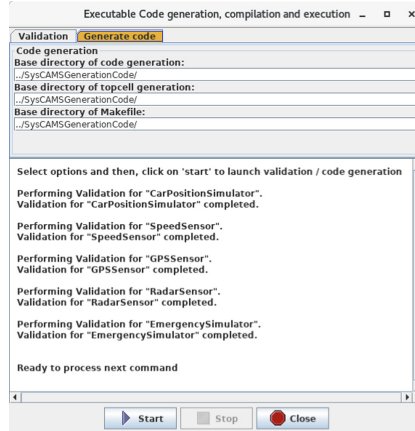 Executable Code generation, compilation and execution
Validation Generate code
Code generation
Base directory of code generation:
../SysCAMSGenerationCode/
Base directory of topcell generation:
../SysCAMSGenerationCode/
Base directory of Makefile:
../SysCAMSGenerationCode/
Select options and then, click on 'start' to launch validation / code generation
Performing Validation for "CarPositionSimulator".
Validation for "CarPositionSimulator" completed.
Performing Validation for "SpeedSensor".
Validation for "SpeedSensor" completed.
Performing Validation for "GPSSensor".
Validation for "GPSSensor" completed.
Performing Validation for "RadarSensor".
Validation for "RadarSensor" completed.
Performing Validation for "EmergencySimulator".
Validation for "EmergencySimulator" completed.
Ready to process next command
Start Stop Close